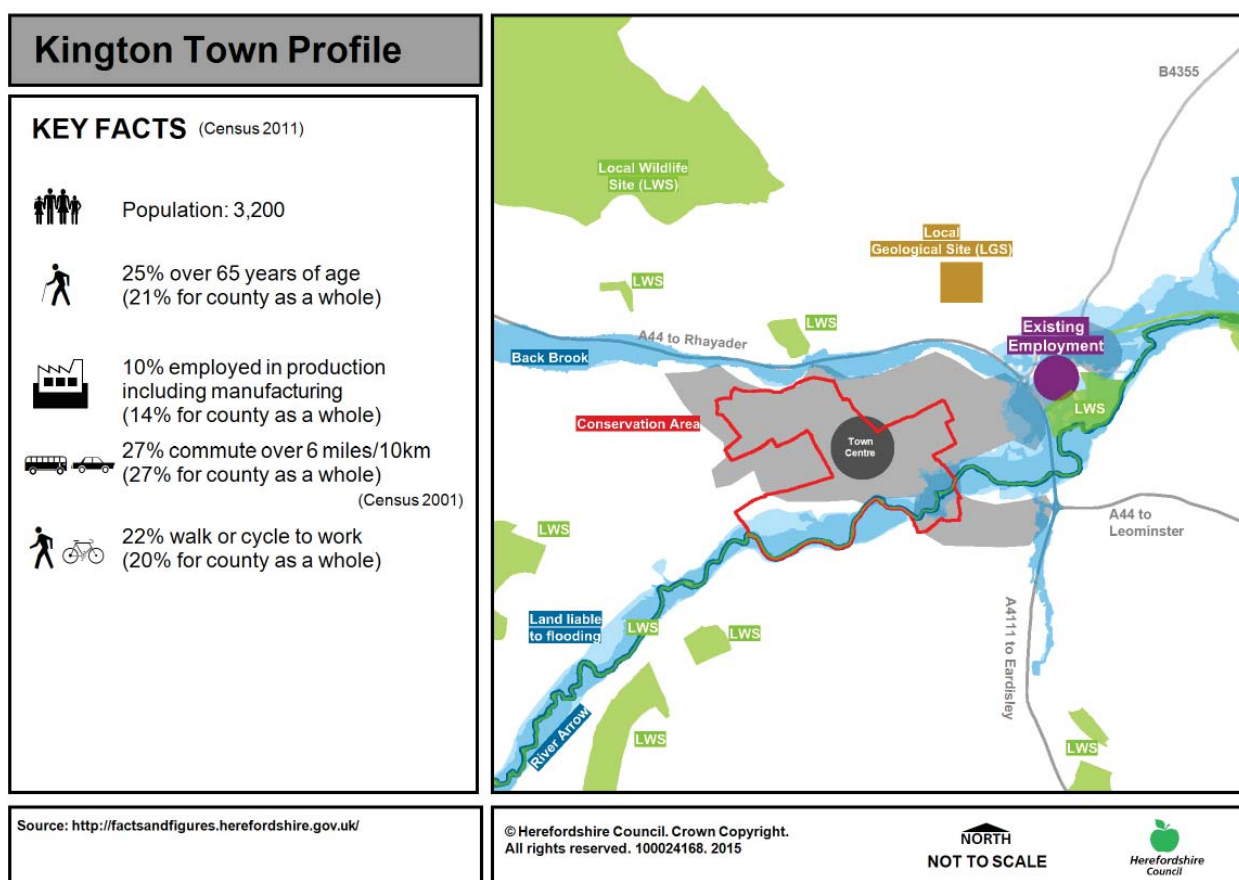 Kington Town Profile
KEY FACTS (Census 2011)
Population: 3,200
25% over 65 years of age
(21% for county as a whole)
10% employed in production
including manufacturing
(14% for county as a whole)
27% commute over 6 miles/10km
(27% for county as a whole)
(Census 2001)
22% walk or cycle to work
(20% for county as a whole)
Source: http://factsandfigures.herefordshire.gov.uk/
B4355
Local Wildlife
Site (LWS)
Local
Geological Site (LGS)
LWS
LWS
A44 to Rhayader
Existing
Employment
Back Brook
LWS
Conservation Area
Town
Centre
A44 to
Leominster
LWS
Land liable
to flooding
LWS
LWS
A4111 to Eardisley
River Arrow
LWS
LWS
© Herefordshire Council. Crown Copyright.
All rights reserved. 100024168. 2015
NORTH
NOT TO SCALE
Herefordshire
Council